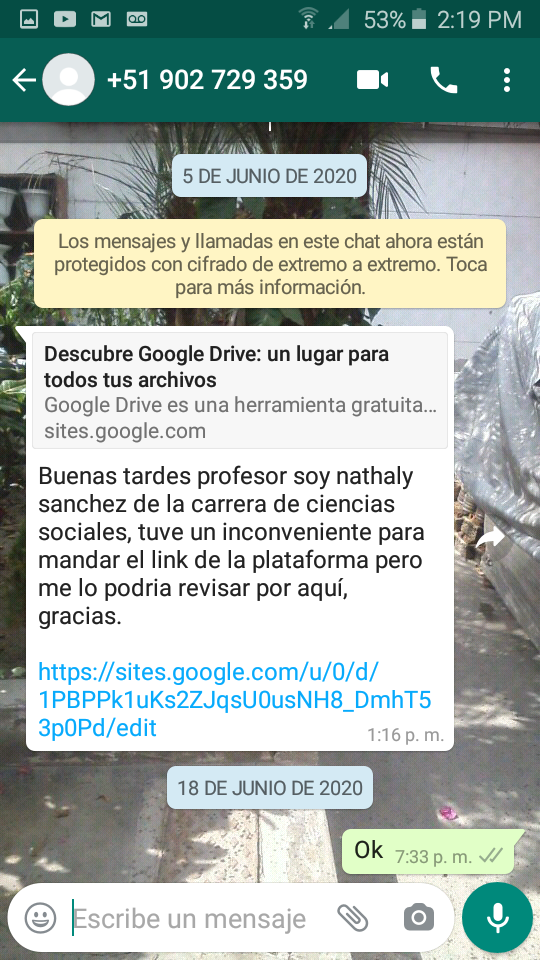 53% 2:19 PM
+51 902 729 359
5 DE JUNIO DE 2020
Los mensajes y llamadas en este chat ahora están
protegidos con cifrado de extremo a extremo. Toca
para más información.
Descubre Google Drive: un lugar para
todos tus archivos
Google Drive es una herramienta gratuita...
sites.google.com
Buenas tardes profesor soy nathaly
sanchez de la carrera de ciencias
sociales, tuve un inconveniente para
mandar el link de la plataforma pero
me lo podria revisar por aquí,
gracias.
https://sites.google.com/u/0/d/
1PBPPk1uKs2ZJqsU0usNH8_DmhT5
3p0Pd/edit
1:16 p. m.
18 DE JUNIO DE 2020
Ok 7:33 p. m.
Escribe un mensaje